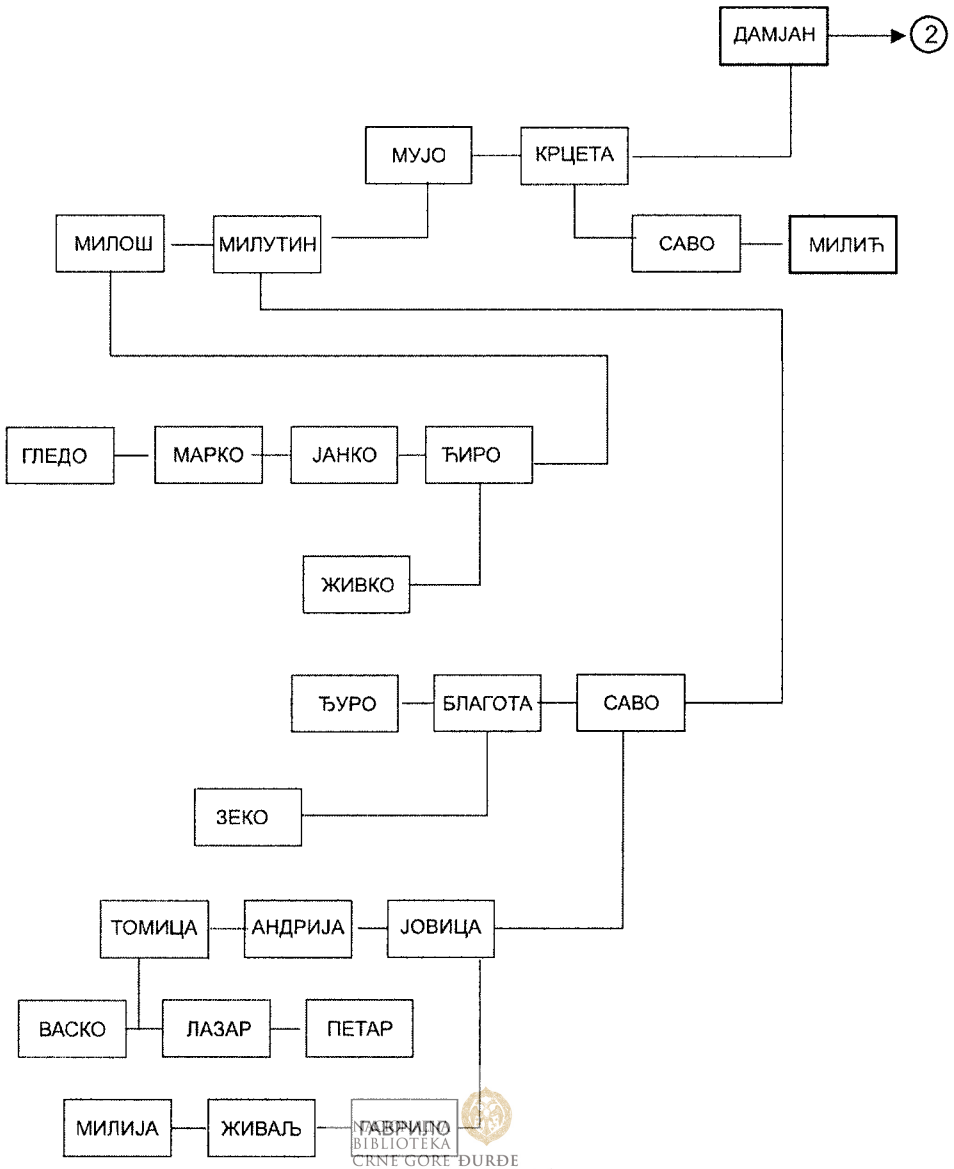 ДАМЈАН 2
МУЈО КРЦЕТА
МИЛОШ МИЛУТИН САВО МИЛИЋ
ГЛЕДО МАРКО ЈАНКО ЋИРО
ЖИВКО
ЂУРО БЛАГОТА САВО
ЗЕКО
ТОМИЦА АНДРИЈА ЈОВИЦА
ВАСКО ЛАЗАР ПЕТАР
МИЛИЈА ЖИВАЉ ГАВРИЛО
BIBLIOTEKA
CRNE GORE ĐURĐE